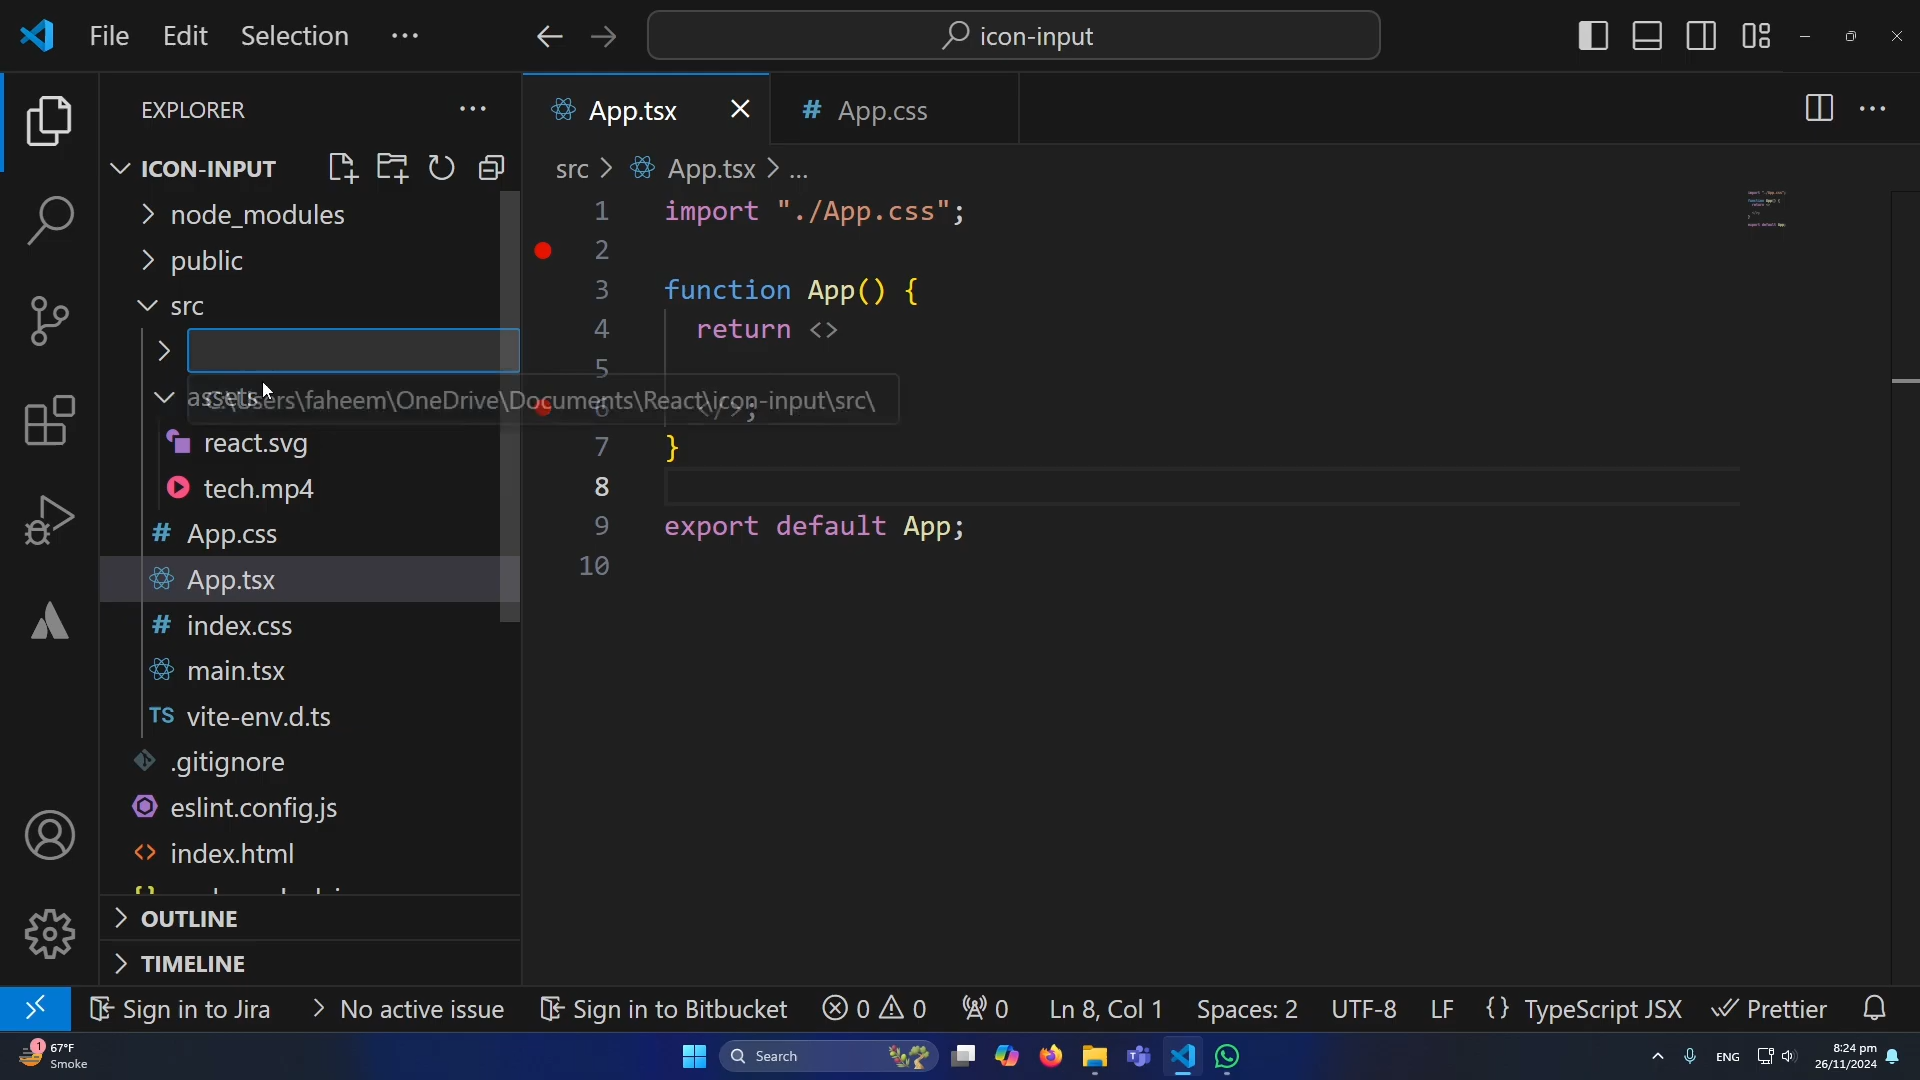 File Edit Selection ··· icon-input
EXPLORER ···
App.tsx
# App.css
ICON-INPUT
src > App.tsx > ...
node_modules
public
src
assets
C:\Users\faheem\OneDrive\Documents\React\icon-input\src\
react.svg
tech.mp4
# App.css
App.tsx
# index.css
main.tsx
TS vite-env.d.ts
.gitignore
eslint.config.js
<> index.html
OUTLINE
TIMELINE
1 import "./App.css";
2
3 function App() {
4 return <>
5
6 </>;
7 }
8
9 export default App;
10
Sign in to Jira > No active issue Sign in to Bitbucket 0 0 0 Ln 8, Col 1 Spaces: 2 UTF-8 LF {} TypeScript JSX Prettier
1 67°F
Smoke
Search
ENG
8:24 pm
26/11/2024